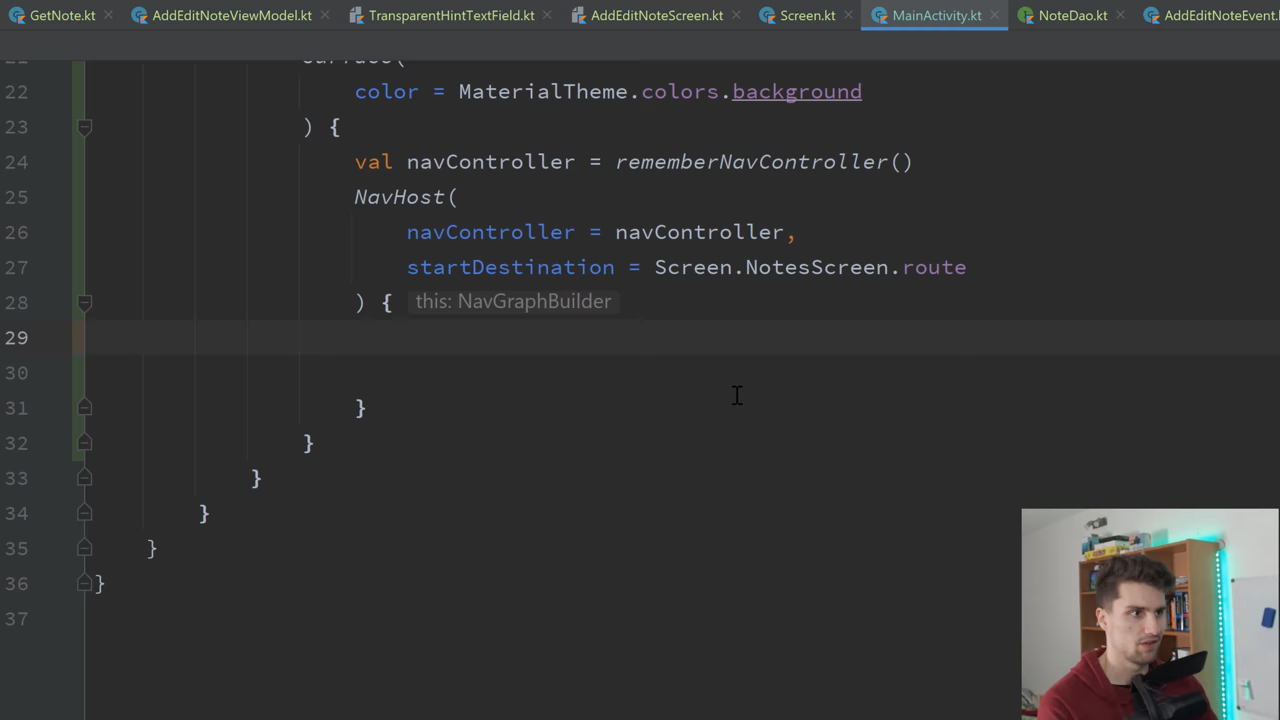 GetNote.kt AddEditNoteViewModel.kt TransparentHintTextField.kt AddEditNoteScreen.kt Screen.kt MainActivity.kt NoteDao.kt AddEditNoteEvent.
22 color = MaterialTheme.colors.background
23 ) {
24 val navController = rememberNavController()
25 NavHost(
26 navController = navController,
27 startDestination = Screen.NotesScreen.route
28 ) { this: NavGraphBuilder
29
30
31 }
32 }
33 }
34 }
35 }
36 }
37